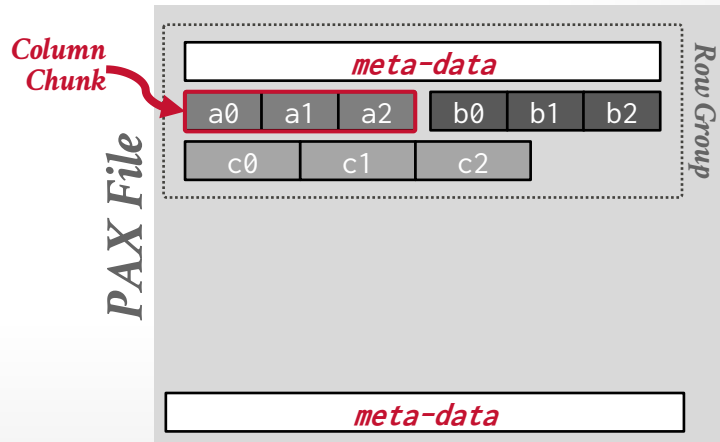 Column
Chunk
meta-data
Row Group
a0 a1 a2 b0 b1 b2
c0 c1 c2
PAX File
meta-data